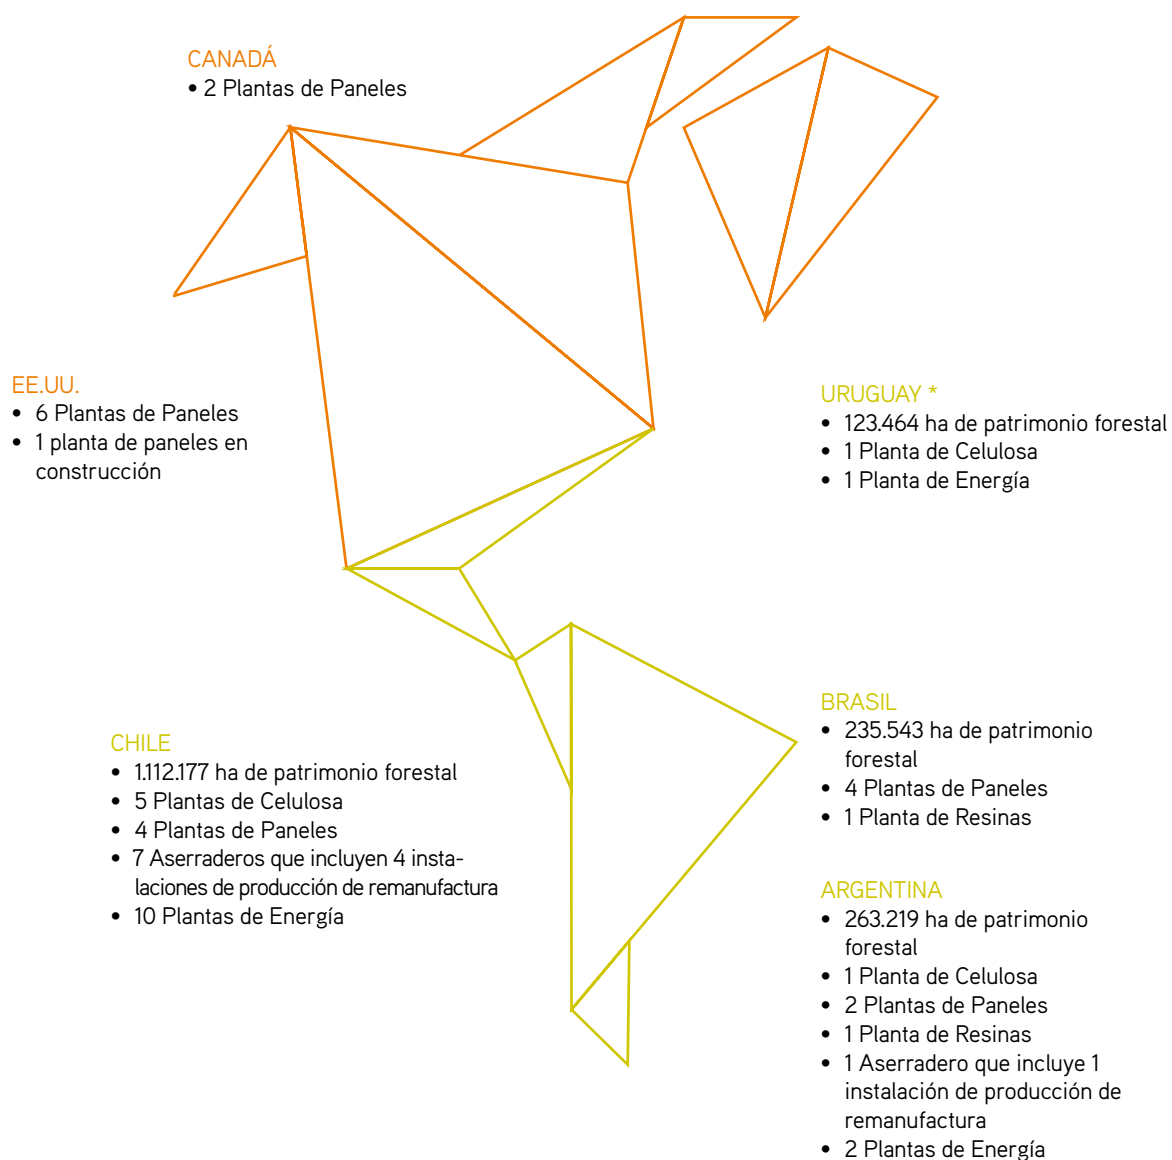 CANADÁ
• 2 Plantas de Paneles
EE.UU.
• 6 Plantas de Paneles
• 1 planta de paneles en
construcción
URUGUAY *
• 123.464 ha de patrimonio forestal
• 1 Planta de Celulosa
• 1 Planta de Energía
CHILE
• 1.112.177 ha de patrimonio forestal
• 5 Plantas de Celulosa
• 4 Plantas de Paneles
• 7 Aserraderos que incluyen 4 insta-
laciones de producción de remanufactura
• 10 Plantas de Energía
BRASIL
• 235.543 ha de patrimonio
forestal
• 4 Plantas de Paneles
• 1 Planta de Resinas
ARGENTINA
• 263.219 ha de patrimonio
forestal
• 1 Planta de Celulosa
• 2 Plantas de Paneles
• 1 Planta de Resinas
• 1 Aserradero que incluye 1
instalación de producción de
remanufactura
• 2 Plantas de Energía